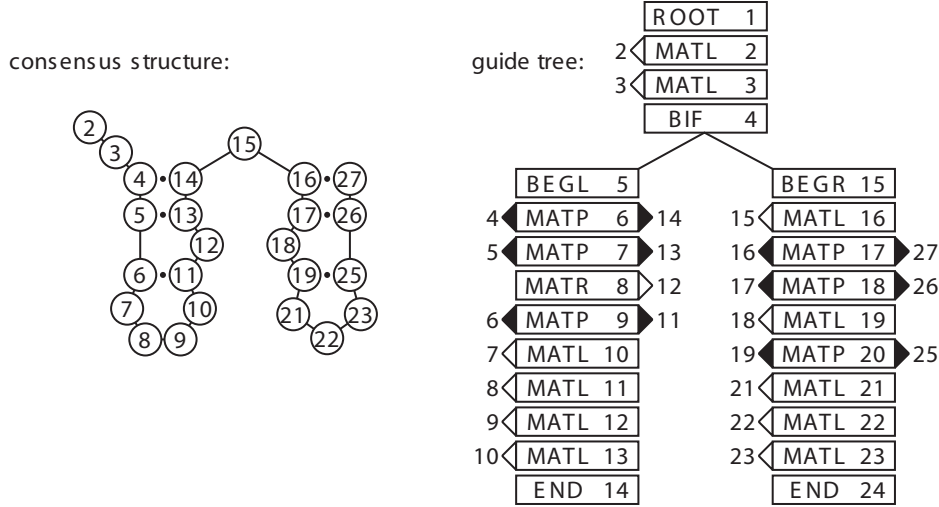 consensus structure:
2
3
4
14
15
16
27
5
13
17
26
12
18
6
11
19
25
7
10
21
23
8
9
22
guide tree:
ROOT 1
2 MATL 2
3 MATL 3
BIF 4
BEGL 5
4 MATP 6 14
5 MATP 7 13
MATR 8 12
6 MATP 9 11
7 MATL 10
8 MATL 11
9 MATL 12
10 MATL 13
END 14
BEGR 15
15 MATL 16
16 MATP 17 27
17 MATP 18 26
18 MATL 19
19 MATP 20 25
21 MATL 21
22 MATL 22
23 MATL 23
END 24